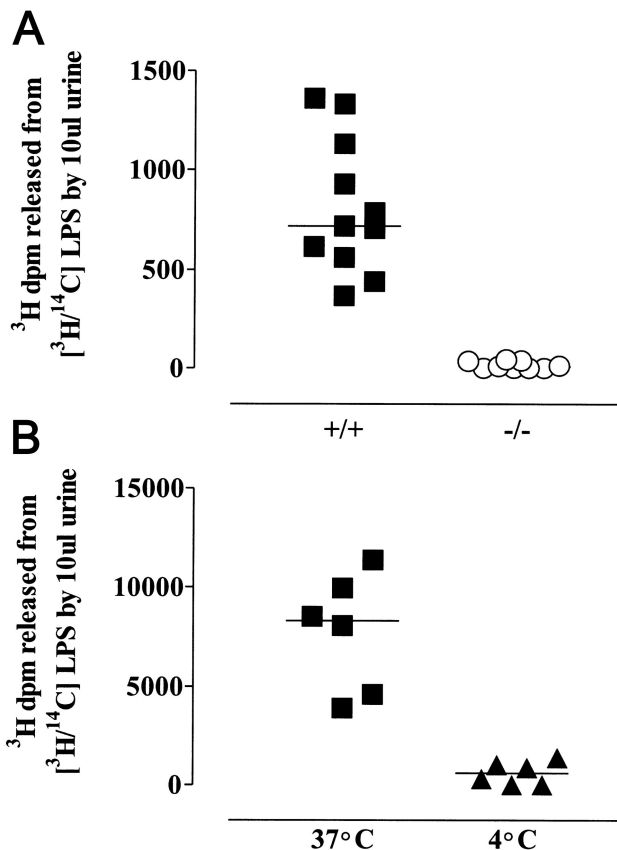 A
³H dpm released from
[³H/¹⁴C] LPS by 10ul urine
1500
1000
500
0
+/+ -/-
B
³H dpm released from
[³H/¹⁴C] LPS by 10ul urine
15000
10000
5000
0
37°C 4°C